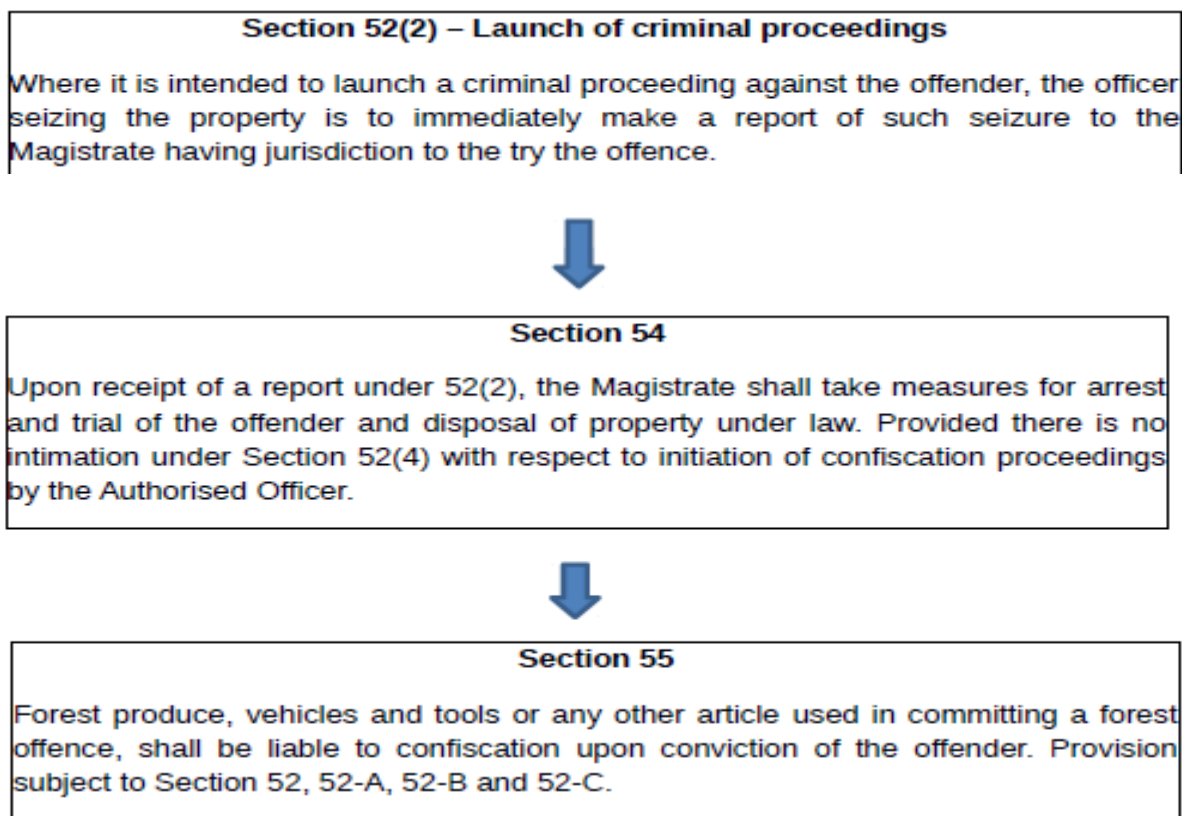 Section 52(2) – Launch of criminal proceedings
Where it is intended to launch a criminal proceeding against the offender, the officer
seizing the property is to immediately make a report of such seizure to the
Magistrate having jurisdiction to the try the offence.
Section 54
Upon receipt of a report under 52(2), the Magistrate shall take measures for arrest
and trial of the offender and disposal of property under law. Provided there is no
intimation under Section 52(4) with respect to initiation of confiscation proceedings
by the Authorised Officer.
Section 55
Forest produce, vehicles and tools or any other article used in committing a forest
offence, shall be liable to confiscation upon conviction of the offender. Provision
subject to Section 52, 52-A, 52-B and 52-C.